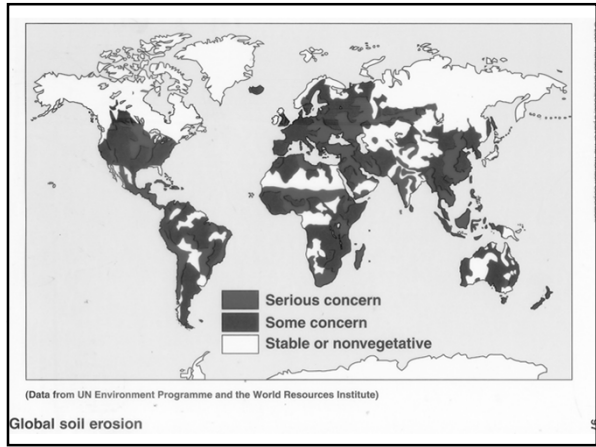 Serious concern
Some concern
Stable or nonvegetative
(Data from UN Environment Programme and the World Resources Institute)
Global soil erosion